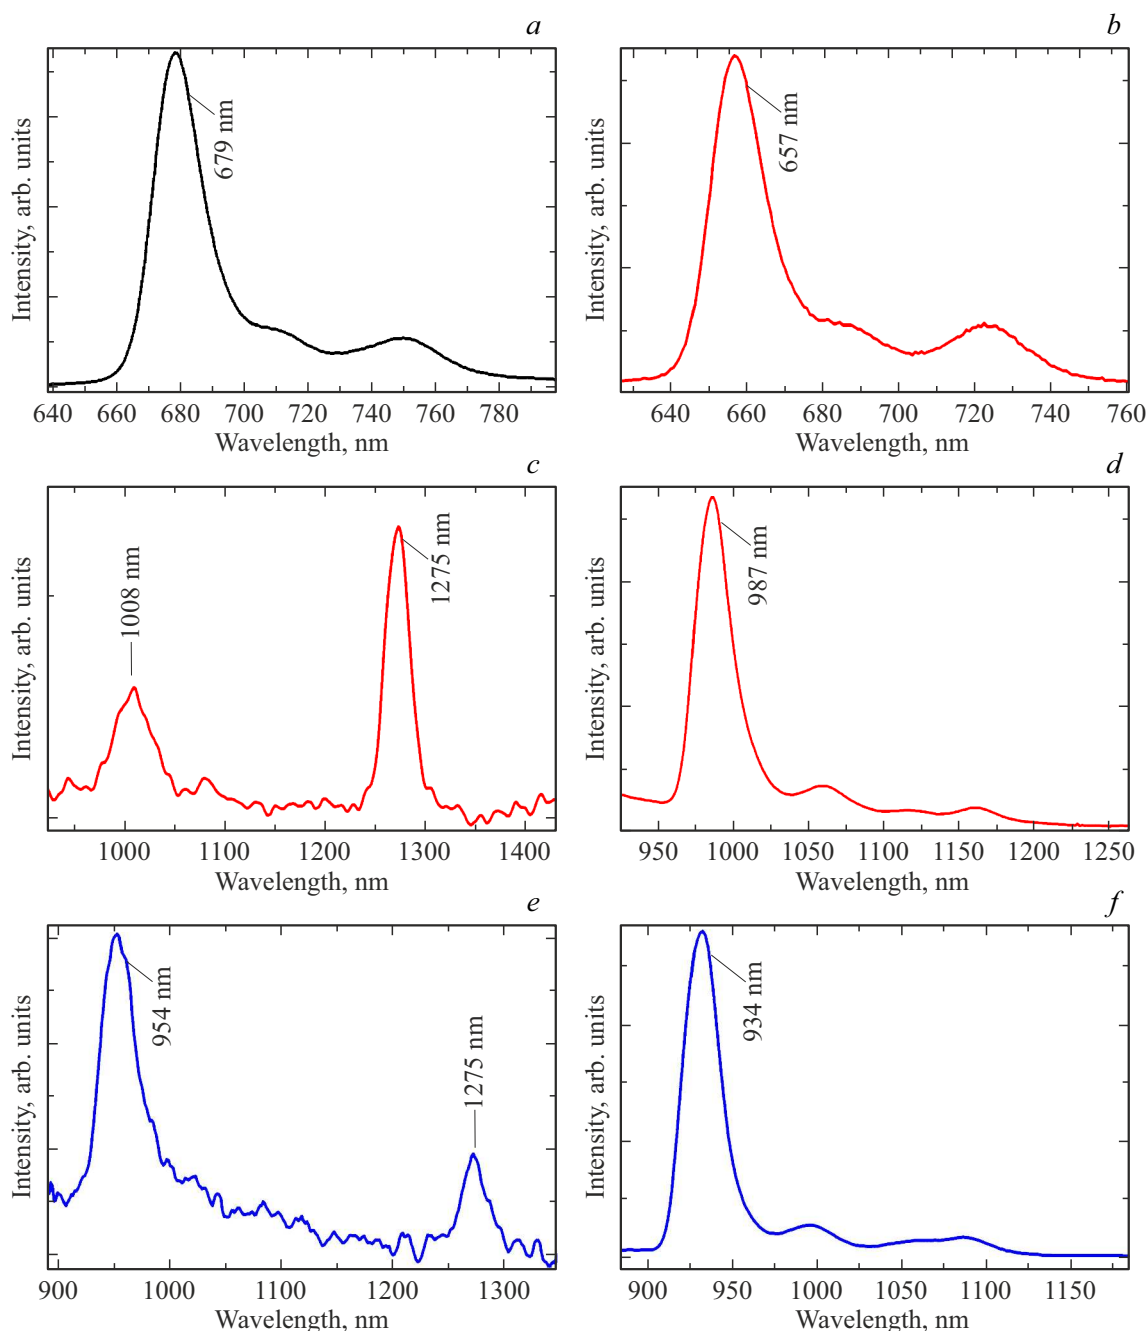 a
Intensity, arb. units
679 nm
640 660 680 700 720 740 760 780
Wavelength, nm
b
Intensity, arb. units
657 nm
640 660 680 700 720 740 760
Wavelength, nm
c
Intensity, arb. units
1008 nm
1275 nm
1000 1100 1200 1300 1400
Wavelength, nm
d
Intensity, arb. units
987 nm
950 1000 1050 1100 1150 1200 1250
Wavelength, nm
e
Intensity, arb. units
954 nm
1275 nm
900 1000 1100 1200 1300
Wavelength, nm
f
Intensity, arb. units
934 nm
900 950 1000 1050 1100 1150
Wavelength, nm